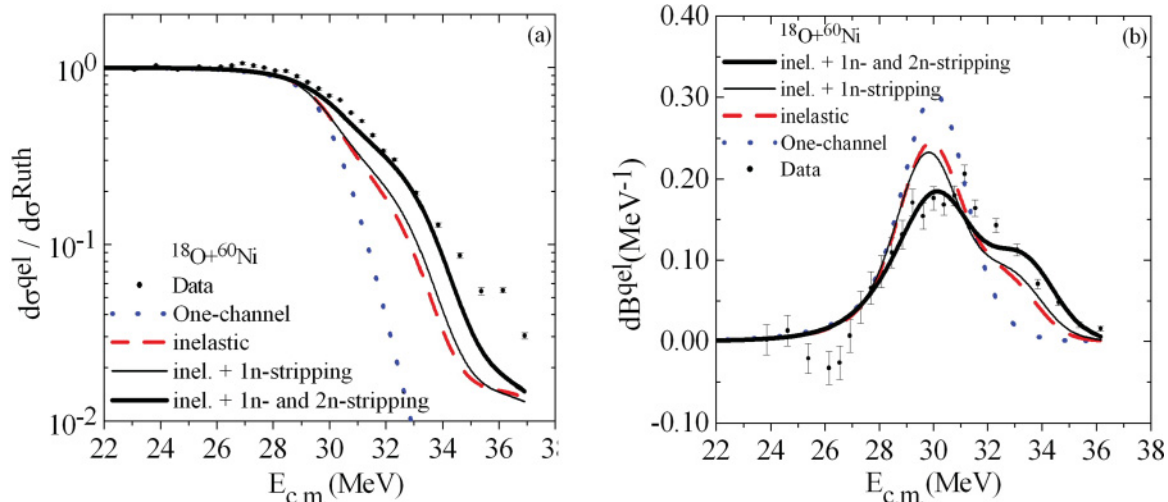 (a)
10⁰
10⁻¹
10⁻²
dσ^qel / dσ^Ruth
¹⁸O+⁶⁰Ni
Data
One-channel
inelastic
inel. + 1n-stripping
inel. + 1n- and 2n-stripping
22 24 26 28 30 32 34 36 38
E_c.m (MeV)
(b)
0.40
0.30
0.20
0.10
0.00
-0.10
dB^qel(MeV⁻¹)
¹⁸O+⁶⁰Ni
inel. + 1n- and 2n-stripping
inel. + 1n-stripping
inelastic
One-channel
Data
22 24 26 28 30 32 34 36 38
E_c.m (MeV)